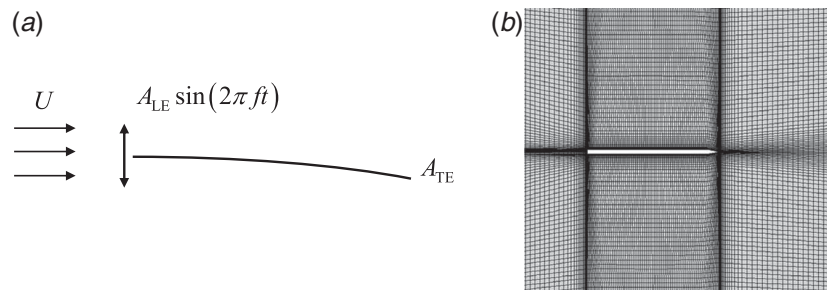 (a)
U
A_LE sin(2πft)
A_TE
(b)